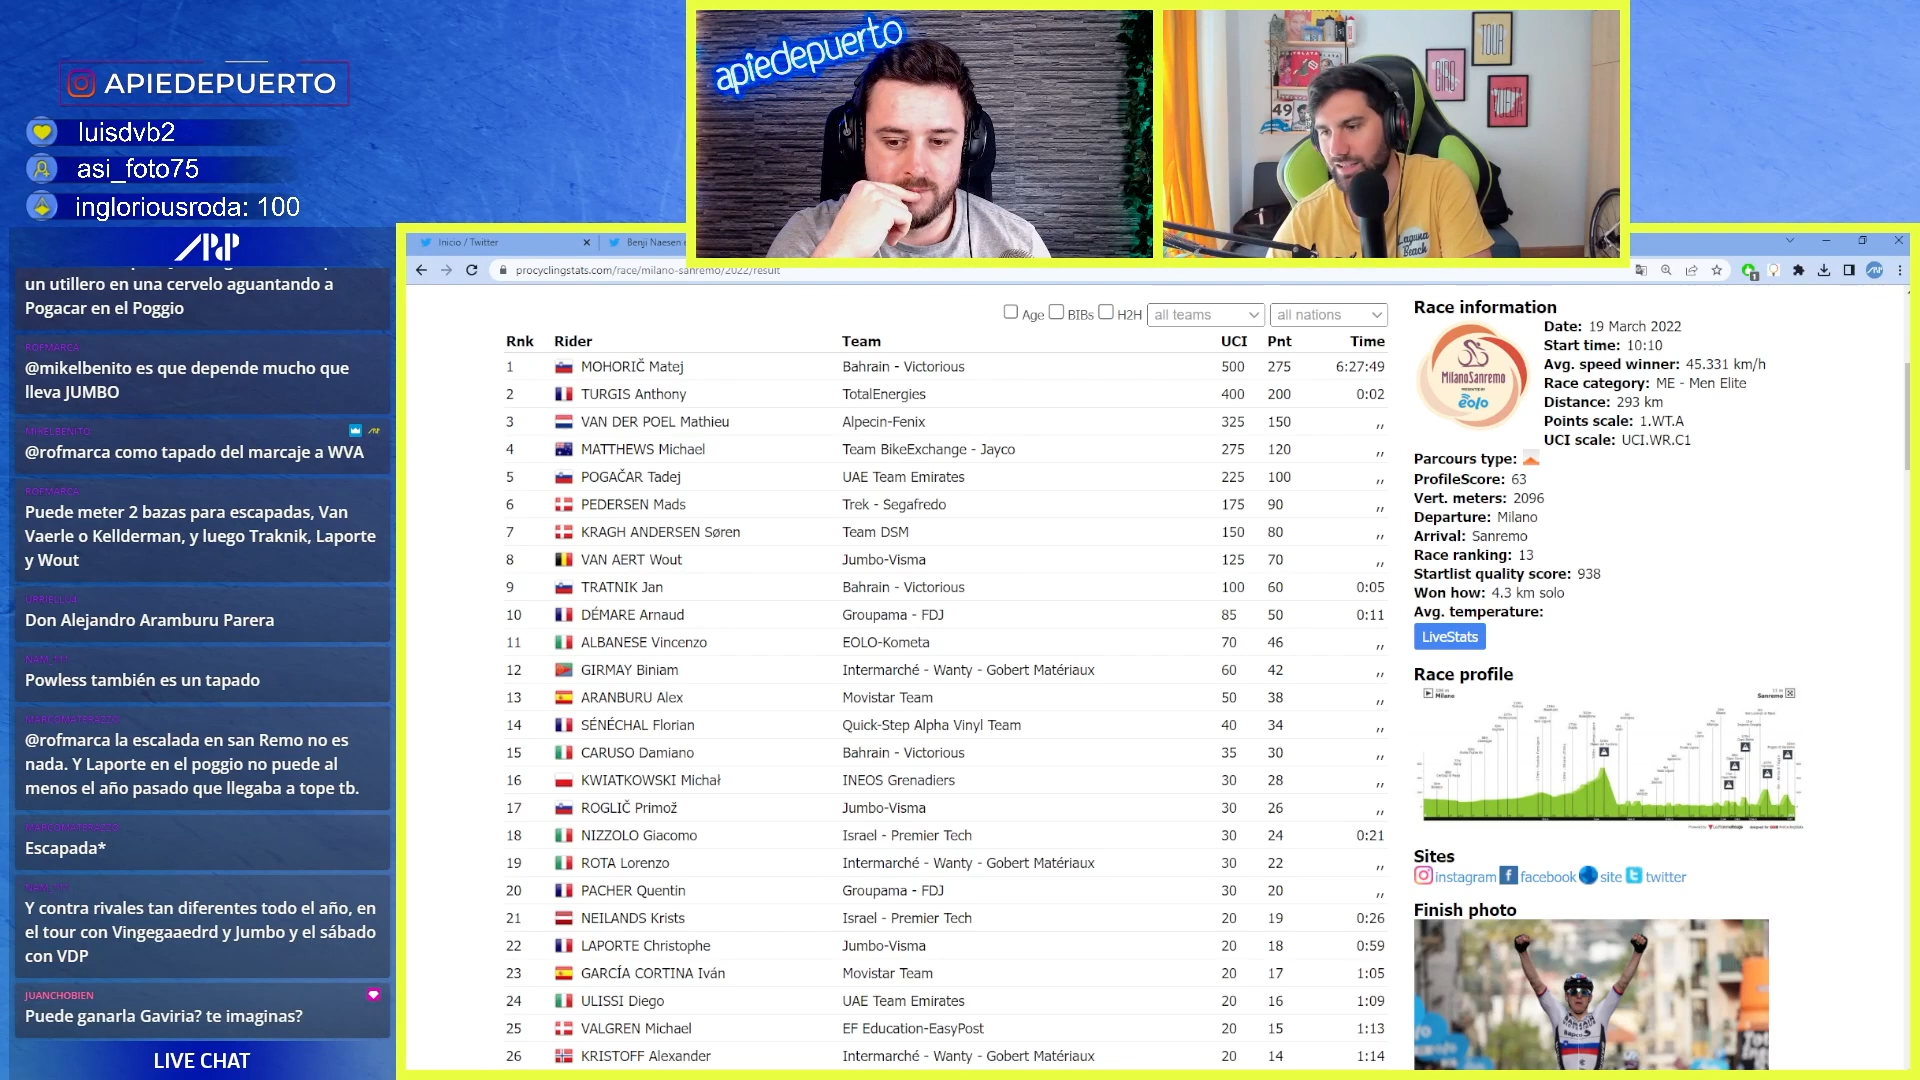 APIEDEPUERTO
luisdvb2
asi_foto75
ingloriousroda: 100
un utillero en una cervelo aguantando a
Pogacar en el Poggio
ROFMARCA
@mikelbenito es que depende mucho que
lleva JUMBO
MIKELBENITO
@rofmarca como tapado del marcaje a WVA
ROFMARCA
Puede meter 2 bazas para escapadas, Van
Vaerle o Kellderman, y luego Traknik, Laporte
y Wout
Don Alejandro Aramburu Parera
Powless también es un tapado
MARCOMATERAZZO
@rofmarca la escalada en san Remo no es
nada. Y Laporte en el poggio no puede al
menos el año pasado que llegaba a tope tb.
MARCOMATERAZZO
Escapada*
Y contra rivales tan diferentes todo el año, en
el tour con Vingegaaedrd y Jumbo y el sábado
con VDP
JUANCHOBIEN
Puede ganarla Gaviria? te imaginas?
LIVE CHAT
apiedepuerto
TOUR
GIRO
49
Laguna
Beach
Inicio / Twitter
Benji Naesen
procyclingstats.com/race/milano-sanremo/2022/result
Age BIBs H2H all teams all nations
Rnk Rider Team UCI Pnt Time
1 MOHORIČ Matej Bahrain - Victorious 500 275 6:27:49
2 TURGIS Anthony TotalEnergies 400 200 0:02
3 VAN DER POEL Mathieu Alpecin-Fenix 325 150 ,,
4 MATTHEWS Michael Team BikeExchange - Jayco 275 120 ,,
5 POGAČAR Tadej UAE Team Emirates 225 100 ,,
6 PEDERSEN Mads Trek - Segafredo 175 90 ,,
7 KRAGH ANDERSEN Søren Team DSM 150 80 ,,
8 VAN AERT Wout Jumbo-Visma 125 70 ,,
9 TRATNIK Jan Bahrain - Victorious 100 60 0:05
10 DÉMARE Arnaud Groupama - FDJ 85 50 0:11
11 ALBANESE Vincenzo EOLO-Kometa 70 46 ,,
12 GIRMAY Biniam Intermarché - Wanty - Gobert Matériaux 60 42 ,,
13 ARANBURU Alex Movistar Team 50 38 ,,
14 SÉNÉCHAL Florian Quick-Step Alpha Vinyl Team 40 34 ,,
15 CARUSO Damiano Bahrain - Victorious 35 30 ,,
16 KWIATKOWSKI Michał INEOS Grenadiers 30 28 ,,
17 ROGLIČ Primož Jumbo-Visma 30 26 ,,
18 NIZZOLO Giacomo Israel - Premier Tech 30 24 0:21
19 ROTA Lorenzo Intermarché - Wanty - Gobert Matériaux 30 22 ,,
20 PACHER Quentin Groupama - FDJ 30 20 ,,
21 NEILANDS Krists Israel - Premier Tech 20 19 0:26
22 LAPORTE Christophe Jumbo-Visma 20 18 0:59
23 GARCÍA CORTINA Iván Movistar Team 20 17 1:05
24 ULISSI Diego UAE Team Emirates 20 16 1:09
25 VALGREN Michael EF Education-EasyPost 20 15 1:13
26 KRISTOFF Alexander Intermarché - Wanty - Gobert Matériaux 20 14 1:14
Race information
MilanoSanremo
eolo
Date: 19 March 2022
Start time: 10:10
Avg. speed winner: 45.331 km/h
Race category: ME - Men Elite
Distance: 293 km
Points scale: 1.WT.A
UCI scale: UCI.WR.C1
Parcours type:
ProfileScore: 63
Vert. meters: 2096
Departure: Milano
Arrival: Sanremo
Race ranking: 13
Startlist quality score: 938
Won how: 4.3 km solo
Avg. temperature:
LiveStats
Race profile
Milano
Sanremo
Sites
instagram facebook site twitter
Finish photo